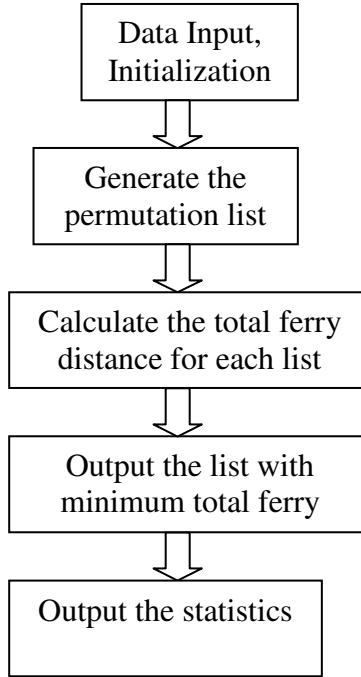 Data Input,
Initialization
Generate the
permutation list
Calculate the total ferry
distance for each list
Output the list with
minimum total ferry
Output the statistics